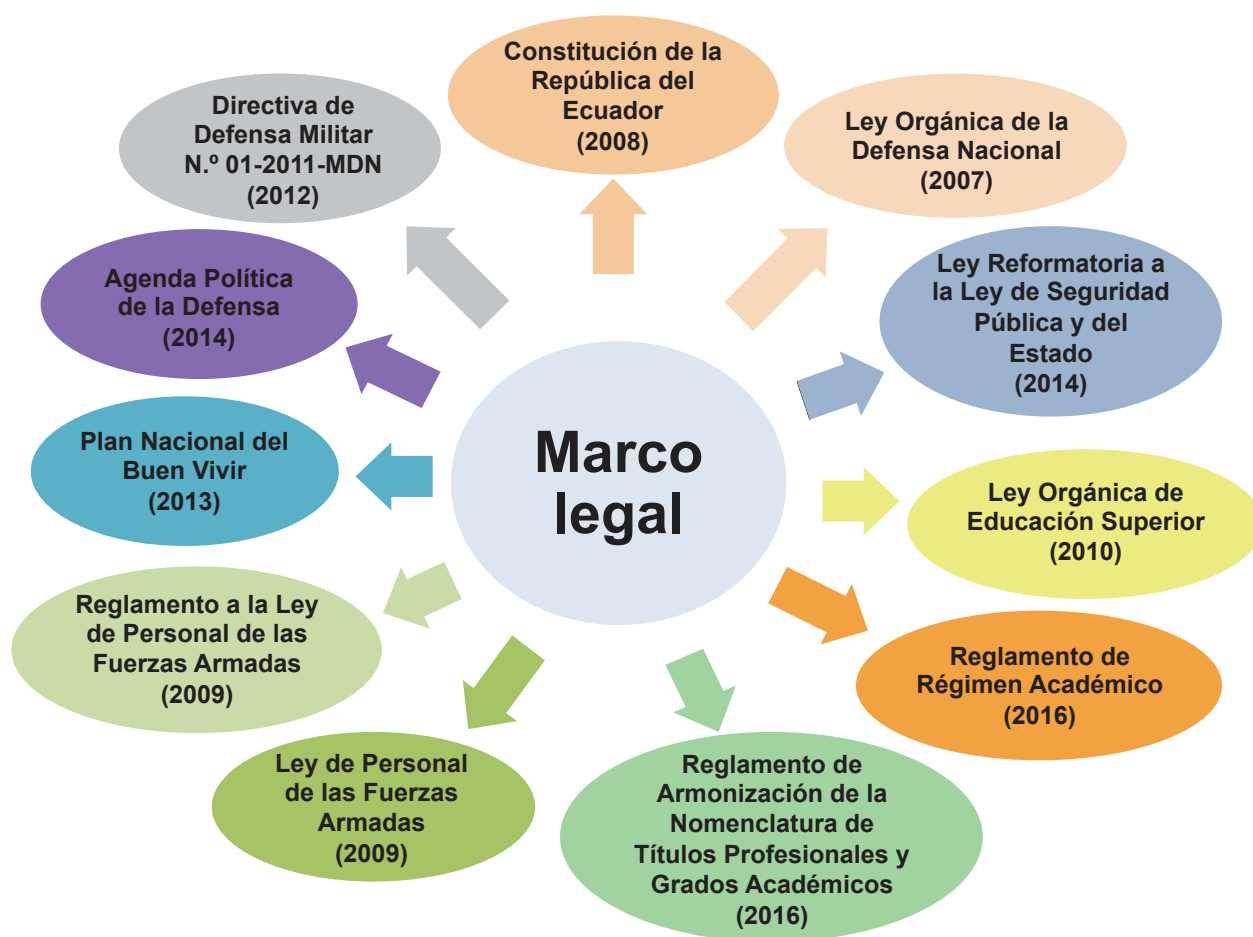 Constitución de la
República del
Ecuador
(2008)
Ley Orgánica de la
Defensa Nacional
(2007)
Ley Reformatoria a
la Ley de Seguridad
Pública y del
Estado
(2014)
Ley Orgánica de
Educación Superior
(2010)
Reglamento de
Régimen Académico
(2016)
Reglamento de
Armonización de la
Nomenclatura de
Títulos Profesionales y
Grados Académicos
(2016)
Ley de Personal
de las Fuerzas
Armadas
(2009)
Reglamento a la Ley
de Personal de las
Fuerzas Armadas
(2009)
Plan Nacional del
Buen Vivir
(2013)
Agenda Política
de la Defensa
(2014)
Directiva de
Defensa Militar
N.º 01-2011-MDN
(2012)
Marco
legal